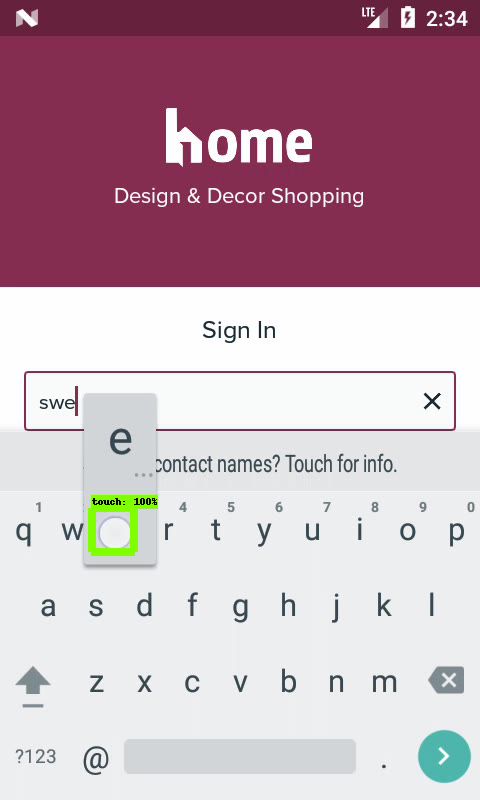 LTE 2:34
home
Design & Decor Shopping
Sign In
swe
e
contact names? Touch for info.
touch: 100%
1 4 5 6 7 8 9 0
q w r t y u i o p
a s d f g h j k l
z x c v b n m
?123 @ .